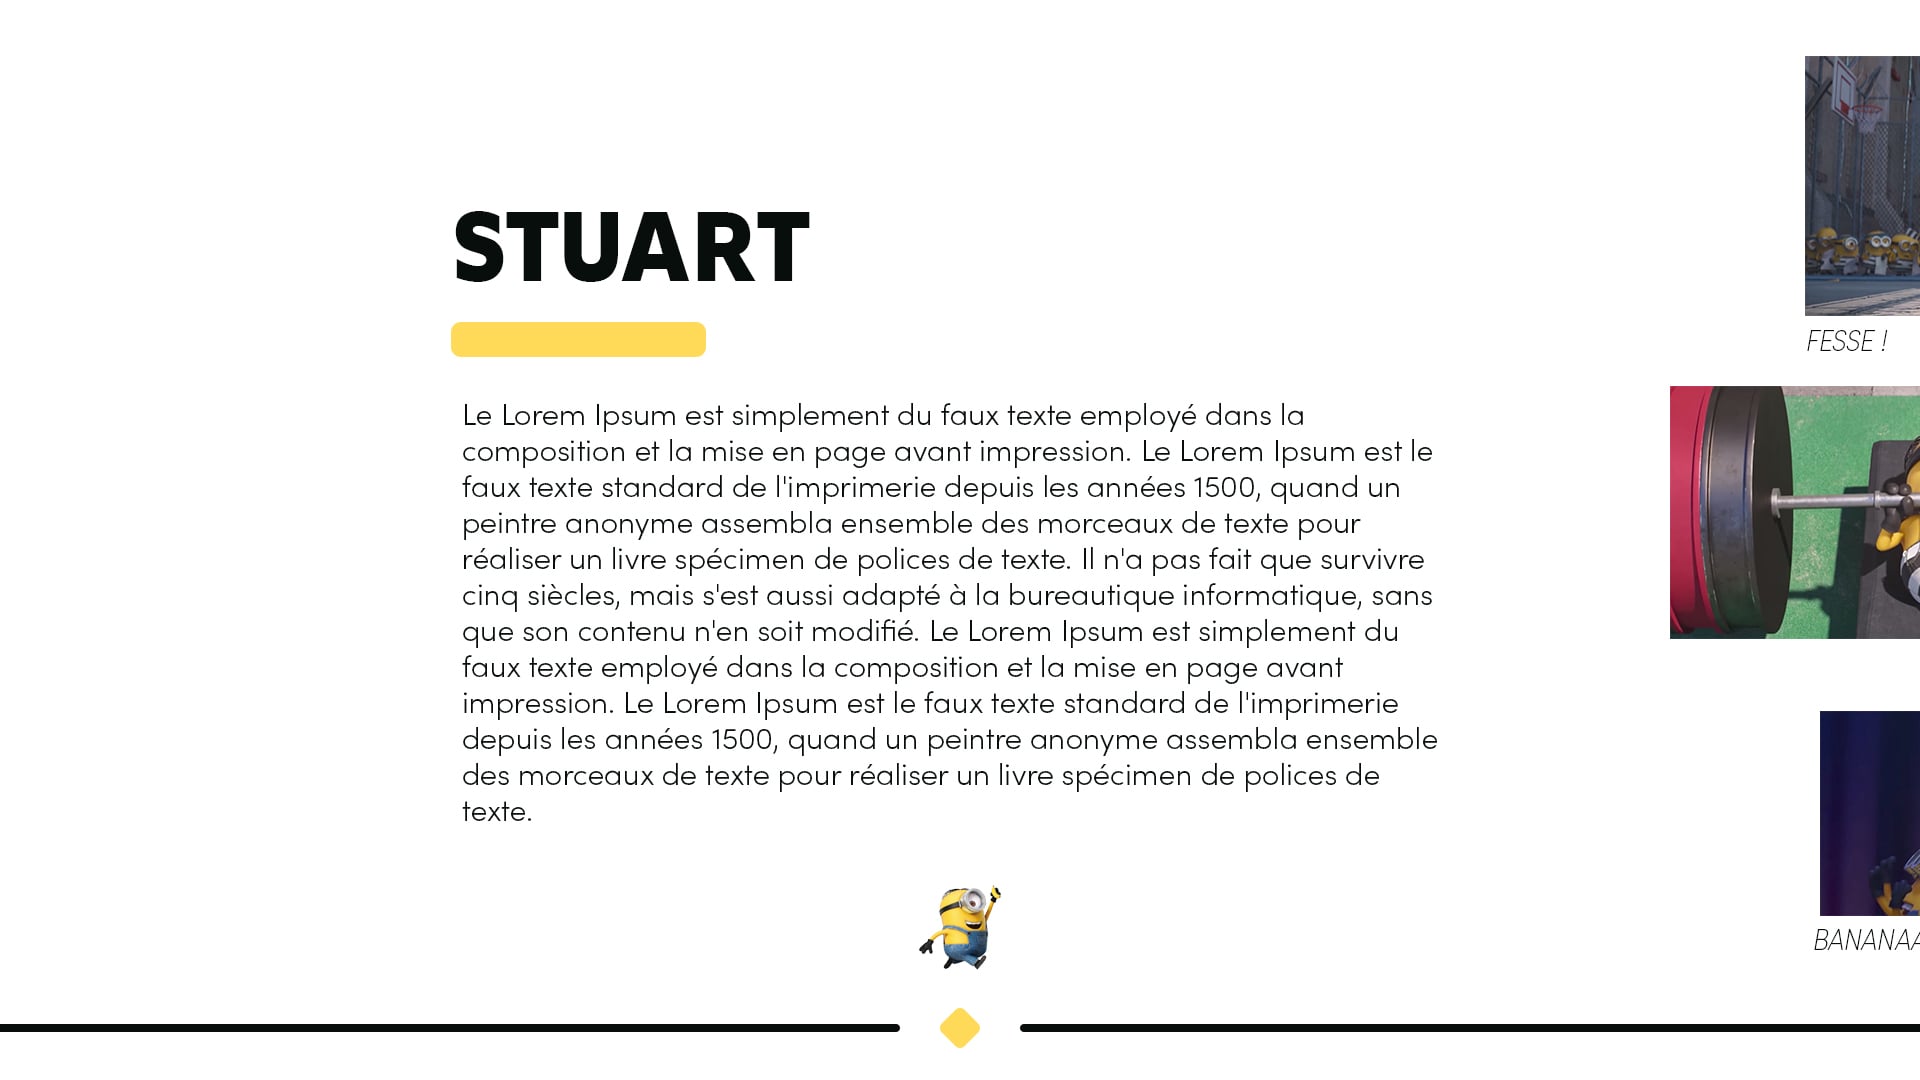 STUART
Le Lorem Ipsum est simplement du faux texte employé dans la
composition et la mise en page avant impression. Le Lorem Ipsum est le
faux texte standard de l'imprimerie depuis les années 1500, quand un
peintre anonyme assembla ensemble des morceaux de texte pour
réaliser un livre spécimen de polices de texte. Il n'a pas fait que survivre
cinq siècles, mais s'est aussi adapté à la bureautique informatique, sans
que son contenu n'en soit modifié. Le Lorem Ipsum est simplement du
faux texte employé dans la composition et la mise en page avant
impression. Le Lorem Ipsum est le faux texte standard de l'imprimerie
depuis les années 1500, quand un peintre anonyme assembla ensemble
des morceaux de texte pour réaliser un livre spécimen de polices de
texte.
FESSE !